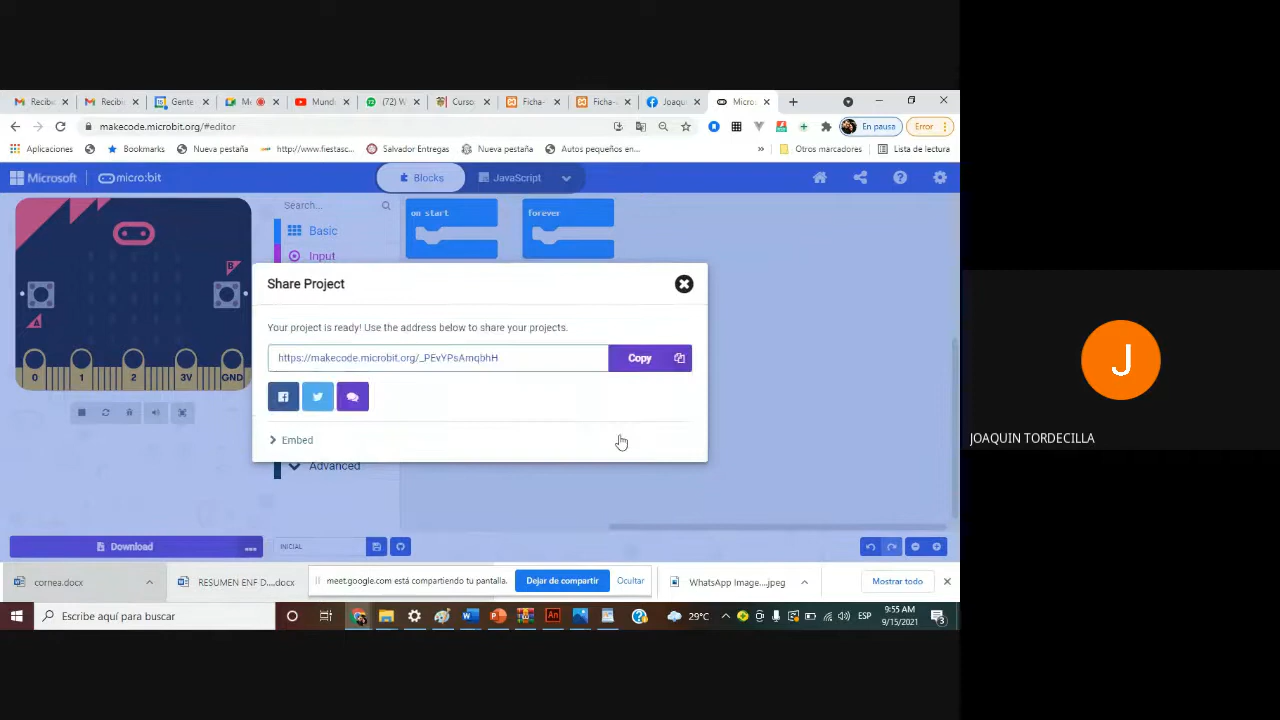 Recibi
Recibi
Gente
M
Mund
(72) W
Curso
Ficha-
Ficha-
Joaqu
Micro:
makecode.microbit.org/#editor
En pausa
Error
Aplicaciones
Bookmarks
Nueva pestaña
http://www.fiestasc...
Salvador Entregas
Nueva pestaña
Autos pequeños en...
»
Otros marcadores
Lista de lectura
Microsoft
micro:bit
Blocks
JavaScript
Search...
on start
forever
Basic
Input
B
A
0 1 2 3V GND
Share Project
Your project is ready! Use the address below to share your projects.
https://makecode.microbit.org/_PEvYPsAmqbhH
Copy
Embed
Advanced
Download
INICIAL
cornea.docx
RESUMEN ENF D....docx
meet.google.com está compartiendo tu pantalla.
Dejar de compartir
Ocultar
WhatsApp Image....jpeg
Mostrar todo
Escribe aquí para buscar
29°C
ESP
9:55 AM
9/15/2021
3
J
JOAQUIN TORDECILLA